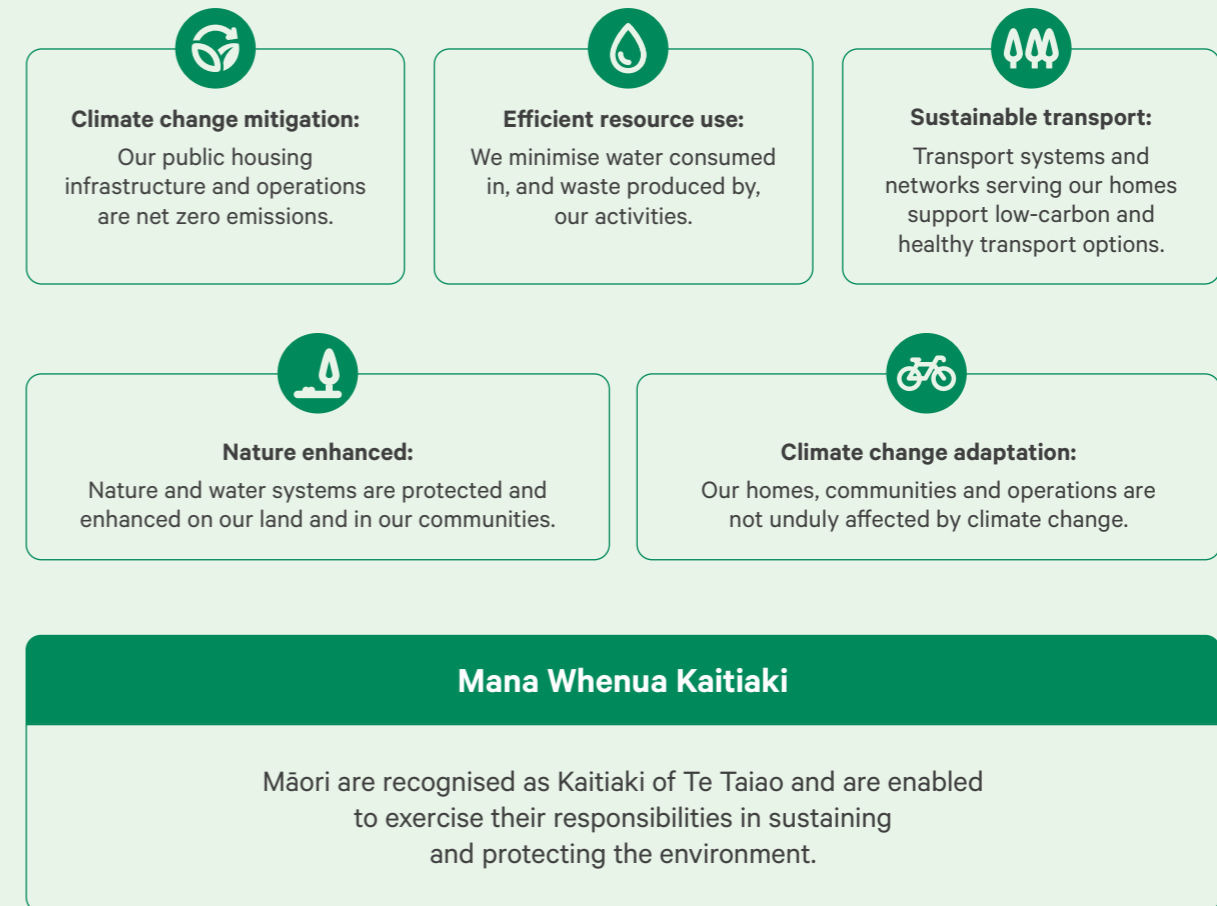 Climate change mitigation:
Our public housing
infrastructure and operations
are net zero emissions.
Efficient resource use:
We minimise water consumed
in, and waste produced by,
our activities.
Sustainable transport:
Transport systems and
networks serving our homes
support low-carbon and
healthy transport options.
Nature enhanced:
Nature and water systems are protected and
enhanced on our land and in our communities.
Climate change adaptation:
Our homes, communities and operations are
not unduly affected by climate change.
Mana Whenua Kaitiaki
Māori are recognised as Kaitiaki of Te Taiao and are enabled
to exercise their responsibilities in sustaining
and protecting the environment.